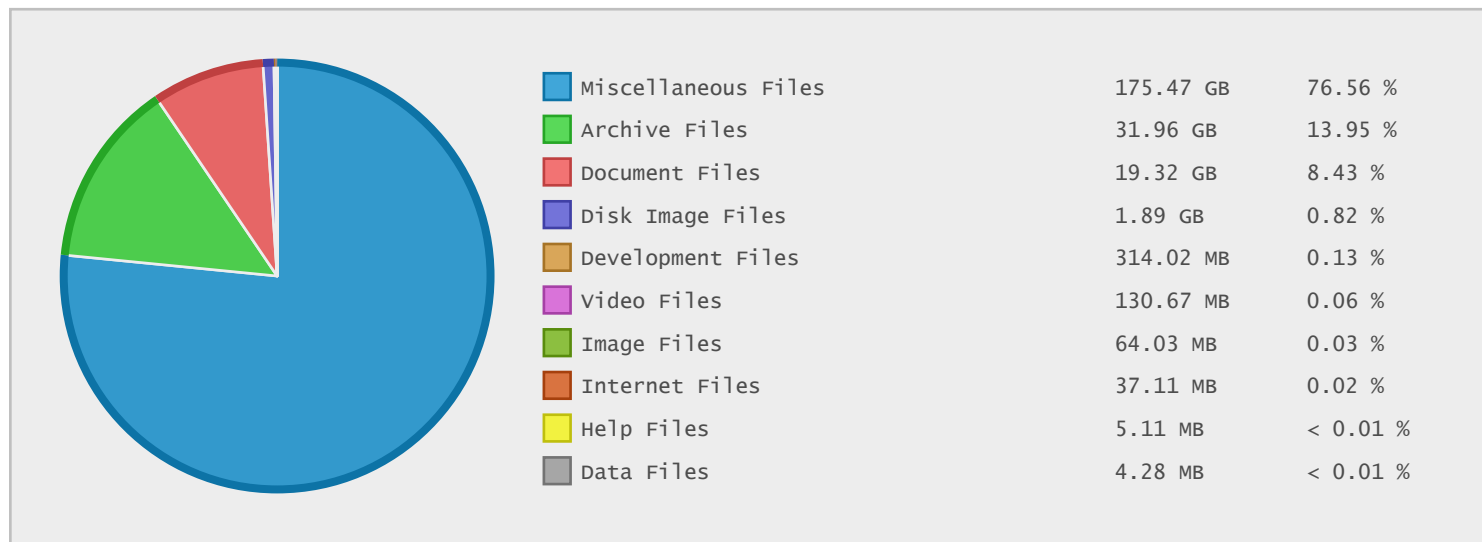 Miscellaneous Files 175.47 GB 76.56 %
Archive Files 31.96 GB 13.95 %
Document Files 19.32 GB 8.43 %
Disk Image Files 1.89 GB 0.82 %
Development Files 314.02 MB 0.13 %
Video Files 130.67 MB 0.06 %
Image Files 64.03 MB 0.03 %
Internet Files 37.11 MB 0.02 %
Help Files 5.11 MB < 0.01 %
Data Files 4.28 MB < 0.01 %